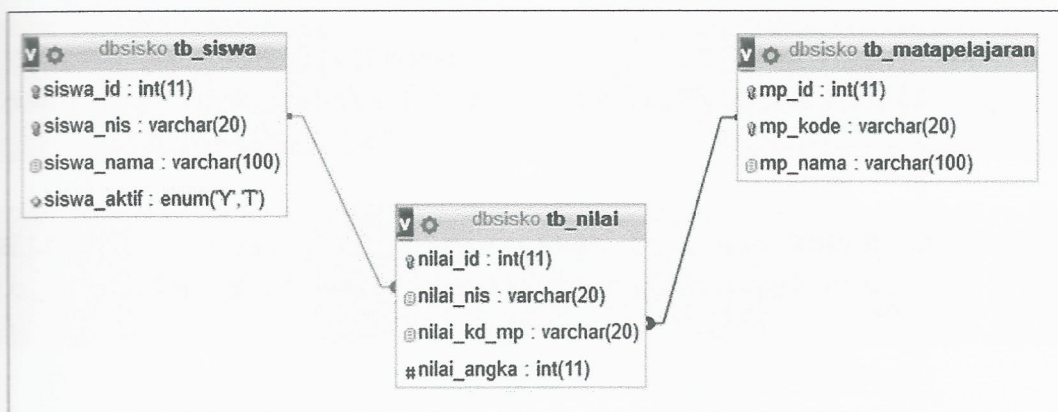 v dbsisko tb_siswa
siswa_id : int(11)
siswa_nis : varchar(20)
siswa_nama : varchar(100)
siswa_aktif : enum('Y','T')
v dbsisko tb_matapelajaran
mp_id : int(11)
mp_kode : varchar(20)
mp_nama : varchar(100)
v dbsisko tb_nilai
nilai_id : int(11)
nilai_nis : varchar(20)
nilai_kd_mp : varchar(20)
#nilai_angka : int(11)